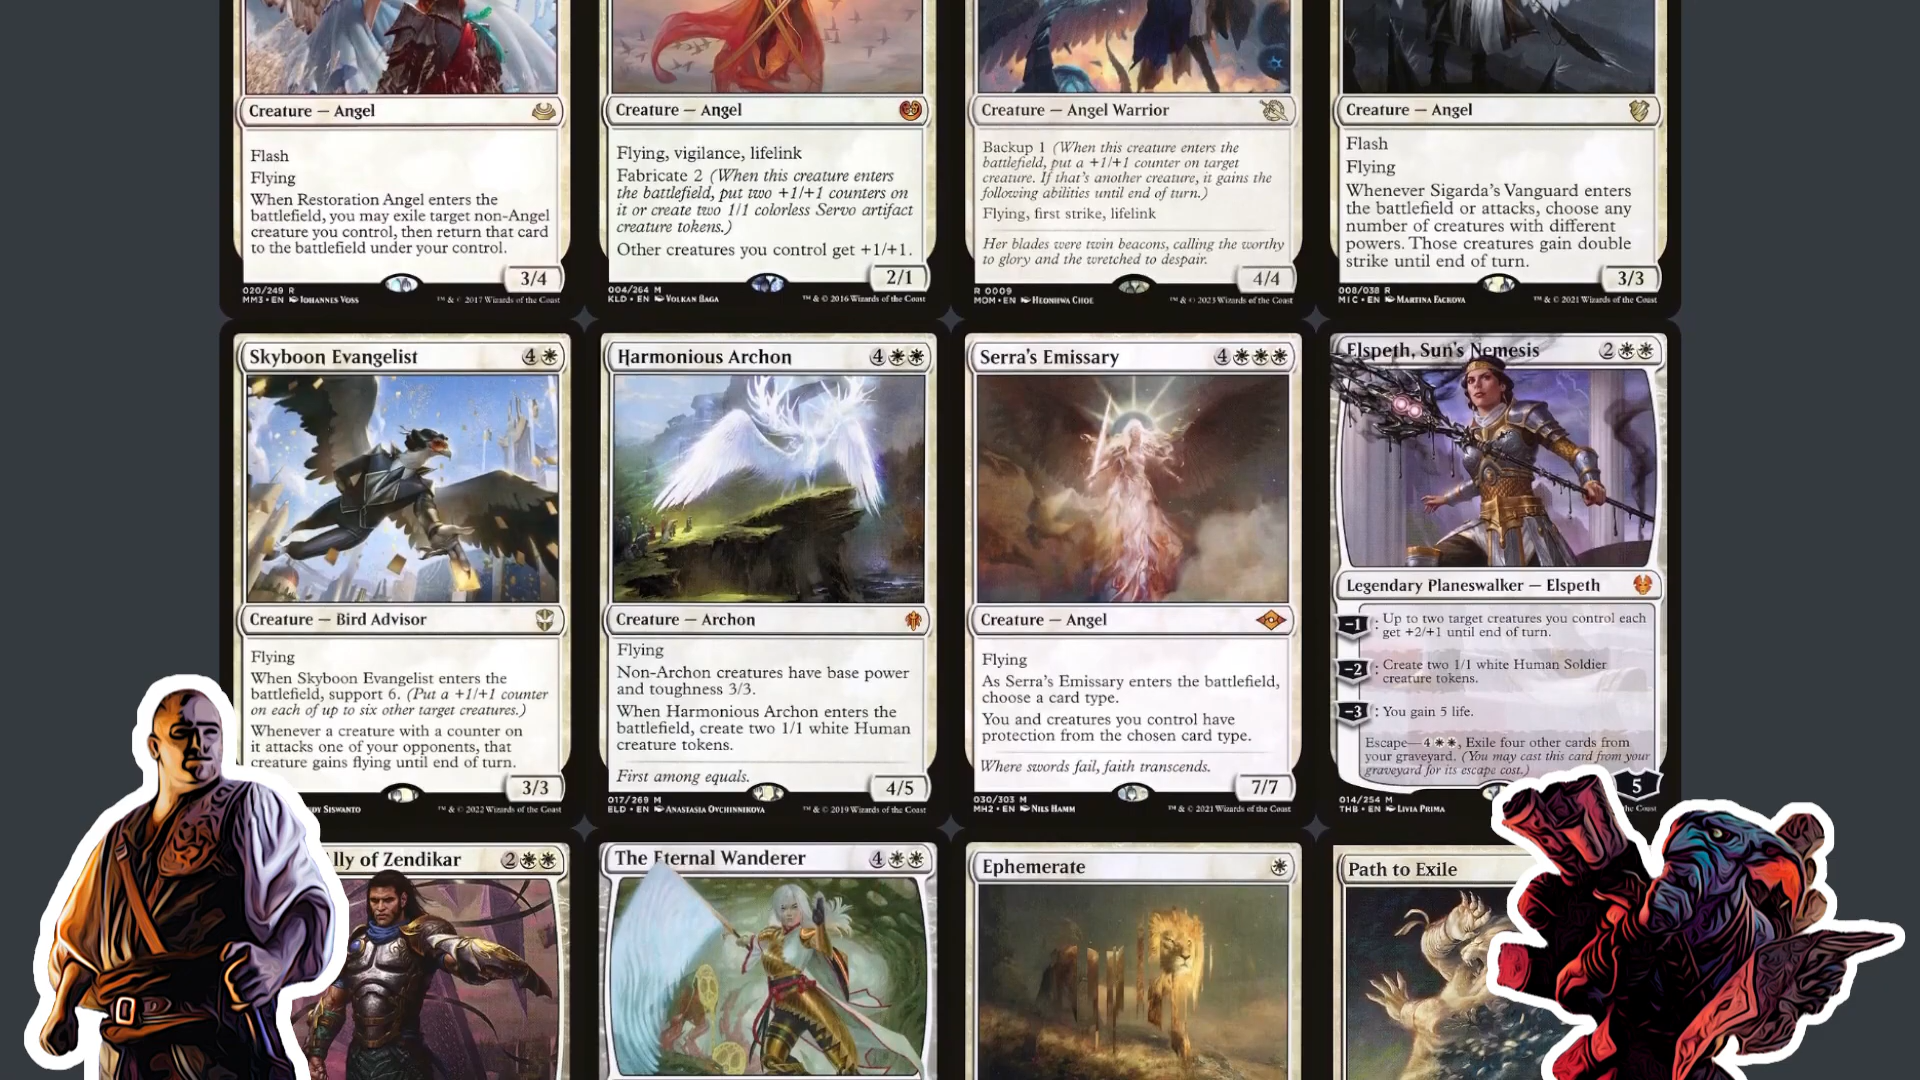 Creature — Angel
Flash
Flying
When Restoration Angel enters the
battlefield, you may exile target non-Angel
creature you control, then return that card
to the battlefield under your control.
3/4
020/249 R
MM3 • EN Johannes Voss
™ & © 2017 Wizards of the Coast
Creature — Angel
Flying, vigilance, lifelink
Fabricate 2 (When this creature enters
the battlefield, put two +1/+1 counters on
it or create two 1/1 colorless Servo artifact
creature tokens.)
Other creatures you control get +1/+1.
2/1
004/264 M
KLD • EN Volkan Baga
™ & © 2016 Wizards of the Coast
Creature — Angel Warrior
Backup 1 (When this creature enters the
battlefield, put a +1/+1 counter on target
creature. If that's another creature, it gains the
following abilities until end of turn.)
Flying, first strike, lifelink
Her blades were twin beacons, calling the worthy
to glory and the wretched to despair.
4/4
R 0009
MOM • EN Heonhwa Choe
™ & © 2023 Wizards of the Coast
Creature — Angel
Flash
Flying
Whenever Sigarda's Vanguard enters
the battlefield or attacks, choose any
number of creatures with different
powers. Those creatures gain double
strike until end of turn.
3/3
008/038 R
MIC • EN Martina Fačková
™ & © 2021 Wizards of the Coast
Skyboon Evangelist 4
Creature — Bird Advisor
Flying
When Skyboon Evangelist enters the
battlefield, support 6. (Put a +1/+1 counter
on each of up to six other target creatures.)
Whenever a creature with a counter on
it attacks one of your opponents, that
creature gains flying until end of turn.
3/3
dy Siswanto
™ & © 2022 Wizards of the Coast
Harmonious Archon 4
Creature — Archon
Flying
Non-Archon creatures have base power
and toughness 3/3.
When Harmonious Archon enters the
battlefield, create two 1/1 white Human
creature tokens.
First among equals.
4/5
017/269 M
ELD • EN Anastasia Ovchinnikova
™ & © 2019 Wizards of the Coast
Serra's Emissary 4
Creature — Angel
Flying
As Serra's Emissary enters the battlefield,
choose a card type.
You and creatures you control have
protection from the chosen card type.
Where swords fail, faith transcends.
7/7
030/303 M
MH2 • EN Nils Hamm
™ & © 2021 Wizards of the Coast
Elspeth, Sun's Nemesis 2
Legendary Planeswalker — Elspeth
−1 : Up to two target creatures you control each
get +2/+1 until end of turn.
−2 : Create two 1/1 white Human Soldier
creature tokens.
−3 : You gain 5 life.
Escape—4, Exile four other cards from
your graveyard. (You may cast this card from your
graveyard for its escape cost.)
5
014/254 M
THB • EN Livia Prima
he Coast
lly of Zendikar 2
The Eternal Wanderer 4
Ephemerate
Path to Exile